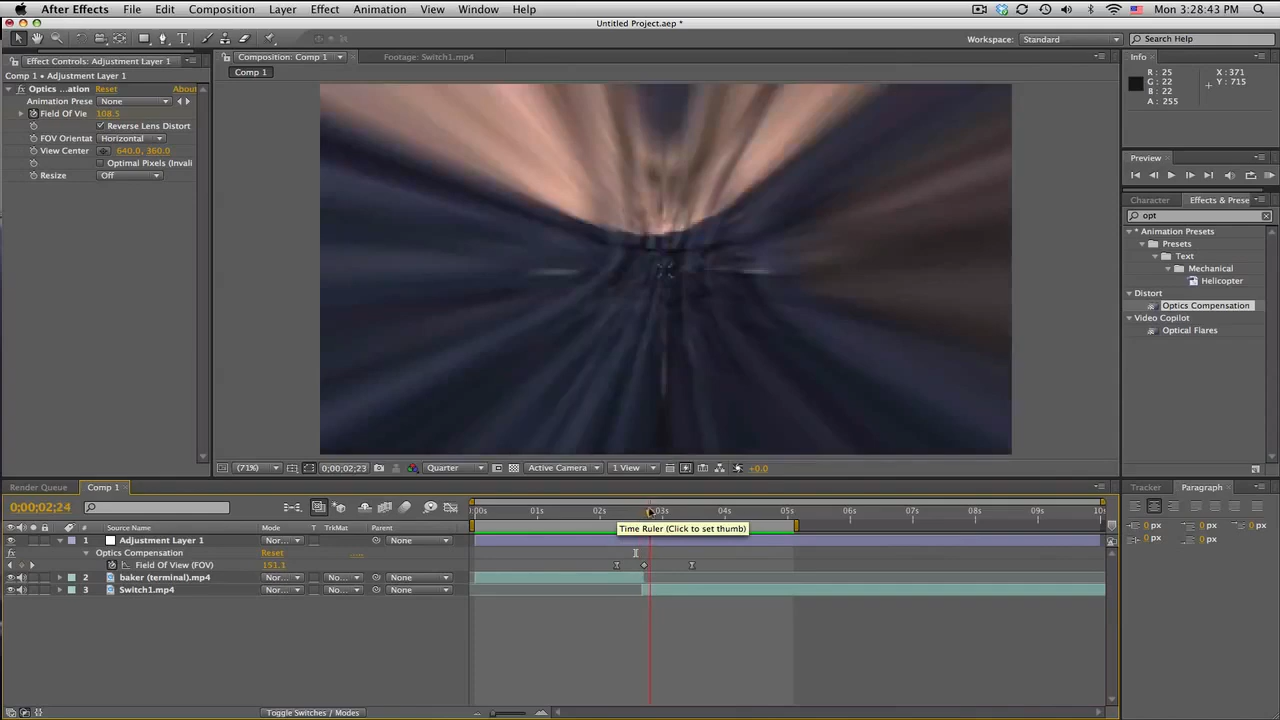 After Effects File Edit Composition Layer Effect Animation View Window Help Mon 3:28:43 PM
Untitled Project.aep *
Workspace: Standard Search Help
Effect Controls: Adjustment Layer 1 Composition: Comp 1 Footage: Switch1.mp4 Info
Comp 1 • Adjustment Layer 1 Comp 1
fx Optics ...ation Reset About
Animation Prese None
Field Of Vie 108.5
Reverse Lens Distort
FOV Orientat Horizontal
View Center 640.0, 360.0
Optimal Pixels (Invali
Resize Off
R: 25 X: 371
G: 22 Y: 715
B: 22
A: 255
Preview
Character Effects & Prese
opt
* Animation Presets
Presets
Text
Mechanical
Helicopter
Distort
Optics Compensation
Video Copilot
Optical Flares
(71%) 0;00;02;23 Quarter Active Camera 1 View +0.0
Render Queue Comp 1 Tracker Paragraph
0;00;02;24 :00s 01s 02s 03s 04s 05s 06s 07s 08s 09s 10s
Time Ruler (Click to set thumb)
# Source Name Mode T TrkMat Parent
1 Adjustment Layer 1 Nor... None
fx Optics Compensation Reset .....
Field Of View (FOV) 151.1
2 baker (terminal).mp4 Nor... No... None
3 Switch1.mp4 Nor... No... None
0 px 0 px
0 px
0 px 0 px
Toggle Switches / Modes